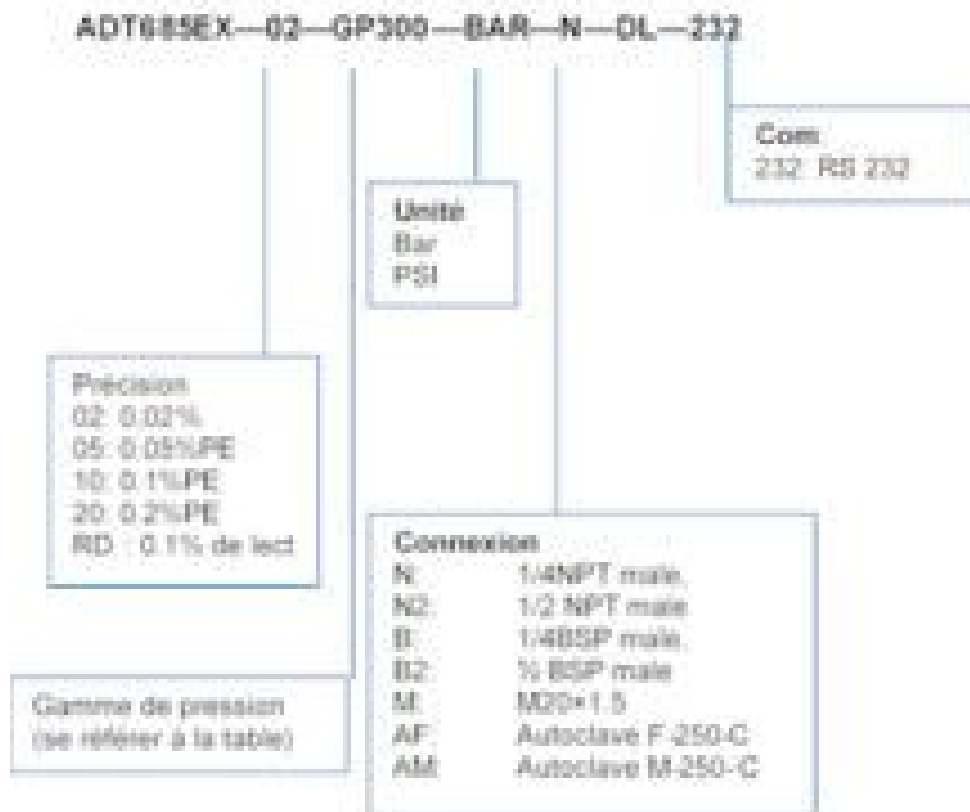 ADT685EX—02—GP300—BAR—N—DL—232
Com
232 RS 232
Unité
Bar
PSI
Précision
02: 0.02%
05: 0.05%PE
10: 0.1%PE
20: 0.2%PE
RD : 0.1% de lect
Connexion
N: 1/4NPT male.
N2: 1/2 NPT male
B: 1/4BSP male.
B2: ½ BSP male
M: M20×1.5
AF: Autoclave F-250-C
AM: Autoclave M-250-C
Gamme de pression
(se référer à la table)